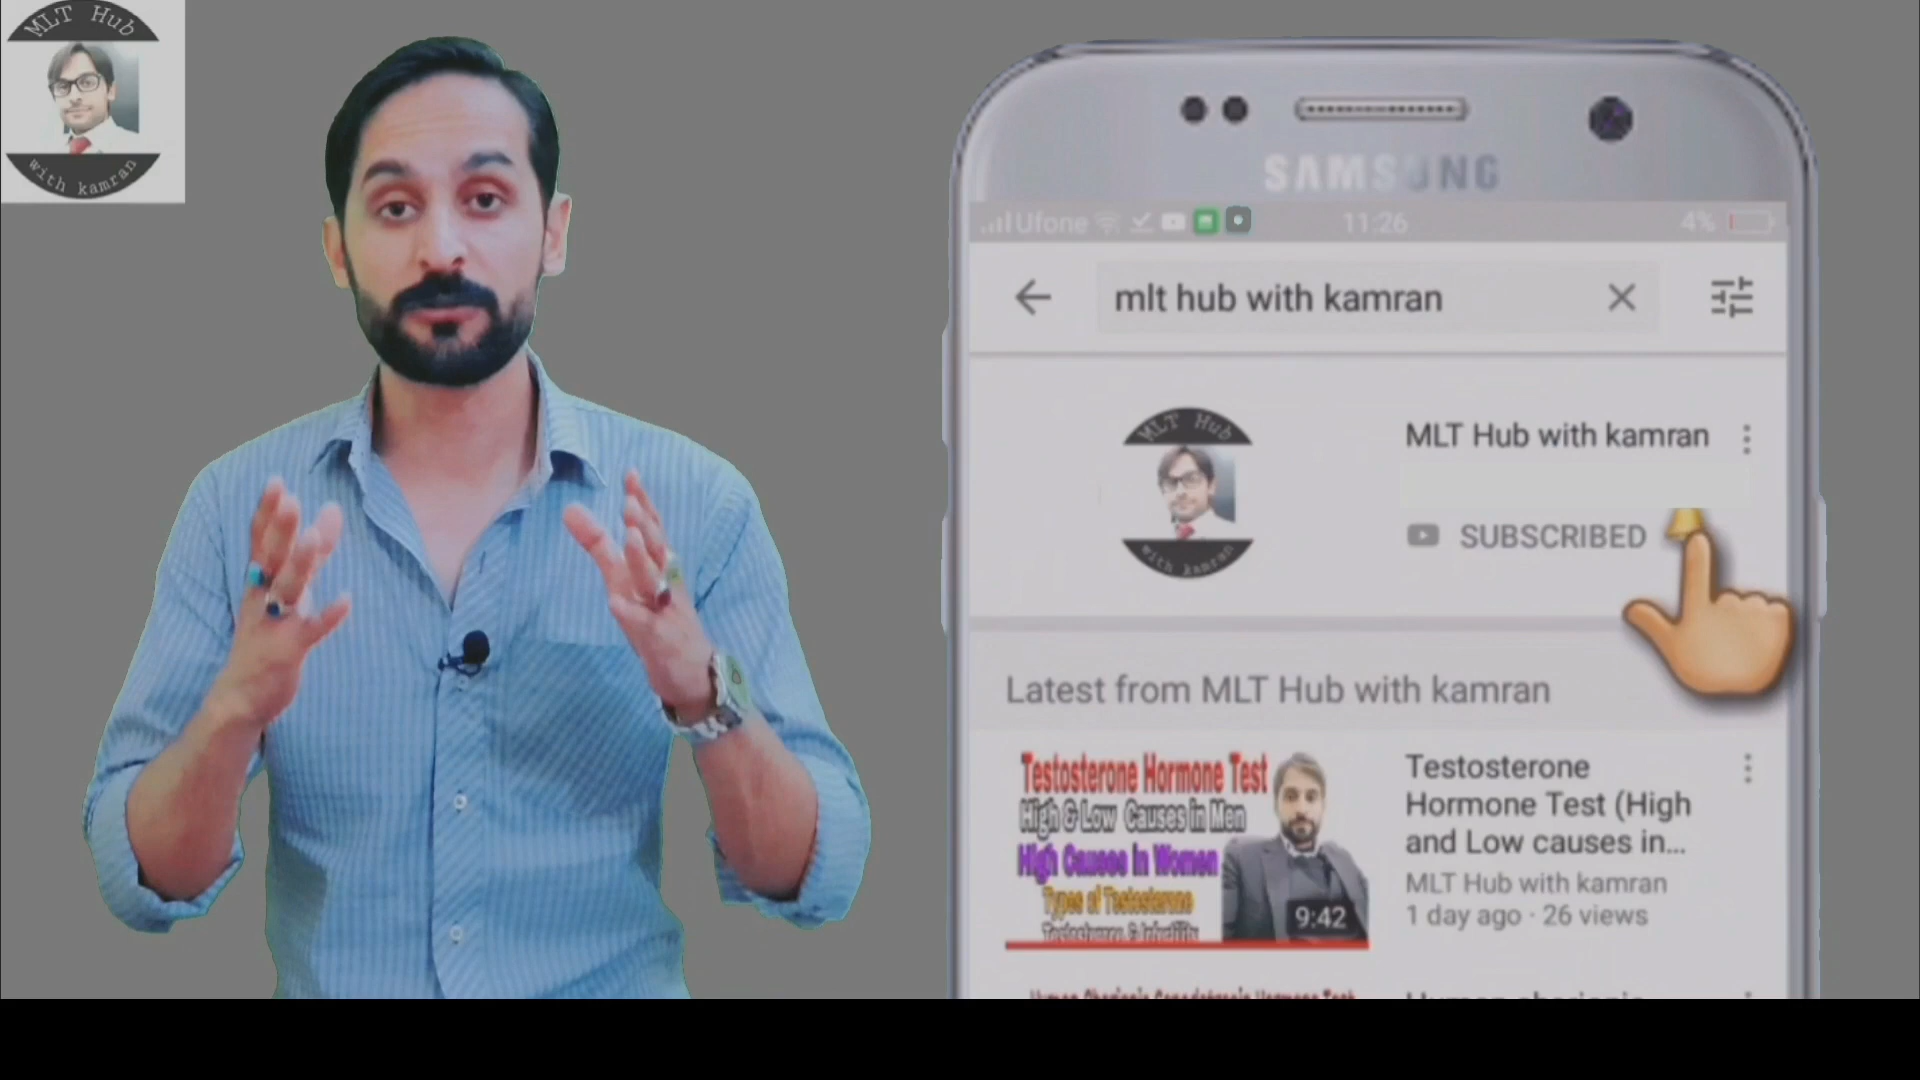 MLT Hub
with kamran
SAMSUNG
Ufone
11:26
4%
mlt hub with kamran
MLT Hub
with kamran
MLT Hub with kamran
SUBSCRIBED
Latest from MLT Hub with kamran
Testosterone Hormone Test
High & Low Causes in Men
High Causes in Women
Types of Testosterone
Testosterone & Infertility
9:42
Testosterone
Hormone Test (High
and Low causes in...
MLT Hub with kamran
1 day ago · 26 views